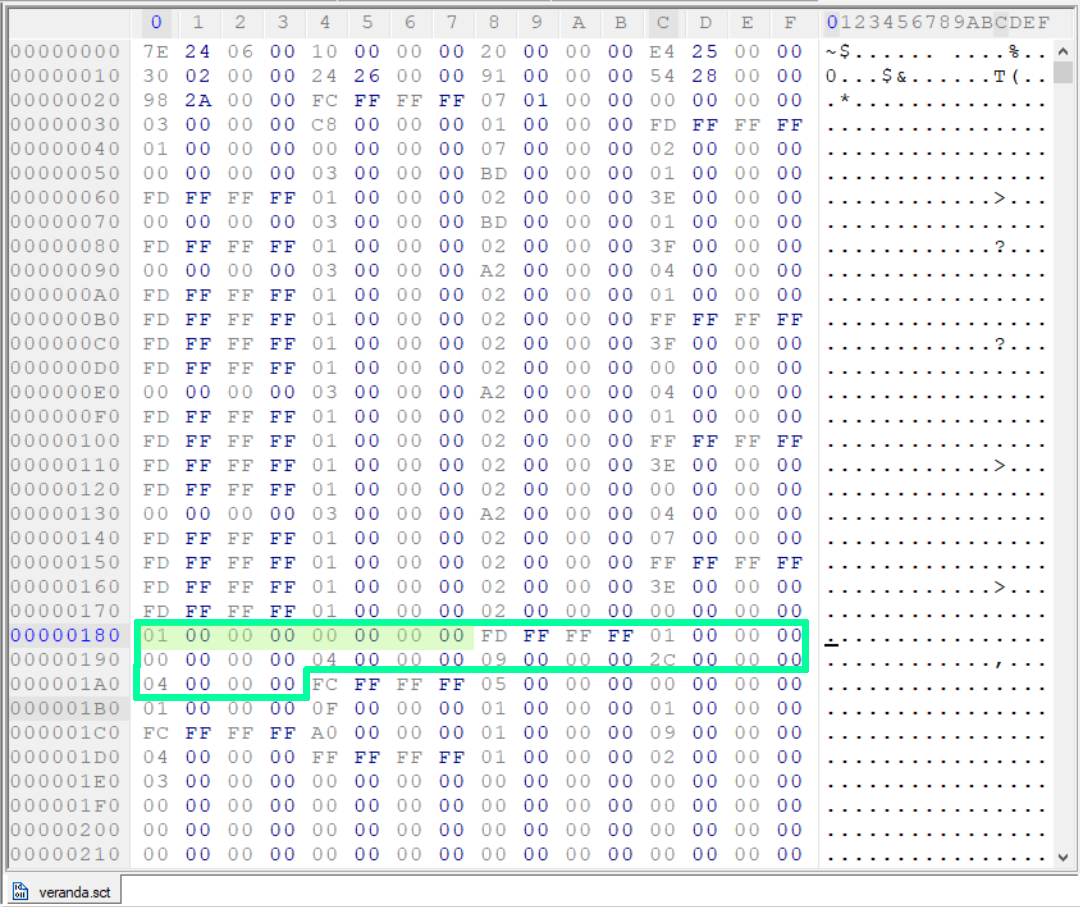 0 1 2 3 4 5 6 7 8 9 A B C D E F 0123456789ABCDEF
00000000 7E 24 06 00 10 00 00 00 20 00 00 00 E4 25 00 00 ~$...... ....%..
00000010 30 02 00 00 24 26 00 00 91 00 00 00 54 28 00 00 0...$&......T(..
00000020 98 2A 00 00 FC FF FF FF 07 01 00 00 00 00 00 00 .*..............
00000030 03 00 00 00 C8 00 00 00 01 00 00 00 FD FF FF FF ................
00000040 01 00 00 00 00 00 00 00 07 00 00 00 02 00 00 00 ................
00000050 00 00 00 00 03 00 00 00 BD 00 00 00 01 00 00 00 ................
00000060 FD FF FF FF 01 00 00 00 02 00 00 00 3E 00 00 00 ............>...
00000070 00 00 00 00 03 00 00 00 BD 00 00 00 01 00 00 00 ................
00000080 FD FF FF FF 01 00 00 00 02 00 00 00 3F 00 00 00 ............?...
00000090 00 00 00 00 03 00 00 00 A2 00 00 00 04 00 00 00 ................
000000A0 FD FF FF FF 01 00 00 00 02 00 00 00 01 00 00 00 ................
000000B0 FD FF FF FF 01 00 00 00 02 00 00 00 FF FF FF FF ................
000000C0 FD FF FF FF 01 00 00 00 02 00 00 00 3F 00 00 00 ............?...
000000D0 FD FF FF FF 01 00 00 00 02 00 00 00 00 00 00 00 ................
000000E0 00 00 00 00 03 00 00 00 A2 00 00 00 04 00 00 00 ................
000000F0 FD FF FF FF 01 00 00 00 02 00 00 00 01 00 00 00 ................
00000100 FD FF FF FF 01 00 00 00 02 00 00 00 FF FF FF FF ................
00000110 FD FF FF FF 01 00 00 00 02 00 00 00 3E 00 00 00 ............>...
00000120 FD FF FF FF 01 00 00 00 02 00 00 00 00 00 00 00 ................
00000130 00 00 00 00 03 00 00 00 A2 00 00 00 04 00 00 00 ................
00000140 FD FF FF FF 01 00 00 00 02 00 00 00 07 00 00 00 ................
00000150 FD FF FF FF 01 00 00 00 02 00 00 00 FF FF FF FF ................
00000160 FD FF FF FF 01 00 00 00 02 00 00 00 3E 00 00 00 ............>...
00000170 FD FF FF FF 01 00 00 00 02 00 00 00 00 00 00 00 ................
00000180 01 00 00 00 00 00 00 00 FD FF FF FF 01 00 00 00 ................
00000190 00 00 00 00 04 00 00 00 09 00 00 00 2C 00 00 00 ............,...
000001A0 04 00 00 00 FC FF FF FF 05 00 00 00 00 00 00 00 ................
000001B0 01 00 00 00 0F 00 00 00 01 00 00 00 01 00 00 00 ................
000001C0 FC FF FF FF A0 00 00 00 01 00 00 00 09 00 00 00 ................
000001D0 04 00 00 00 FF FF FF FF 01 00 00 00 02 00 00 00 ................
000001E0 03 00 00 00 00 00 00 00 00 00 00 00 00 00 00 00 ................
000001F0 00 00 00 00 00 00 00 00 00 00 00 00 00 00 00 00 ................
00000200 00 00 00 00 00 00 00 00 00 00 00 00 00 00 00 00 ................
00000210 00 00 00 00 00 00 00 00 00 00 00 00 00 00 00 00 ................
veranda.sct